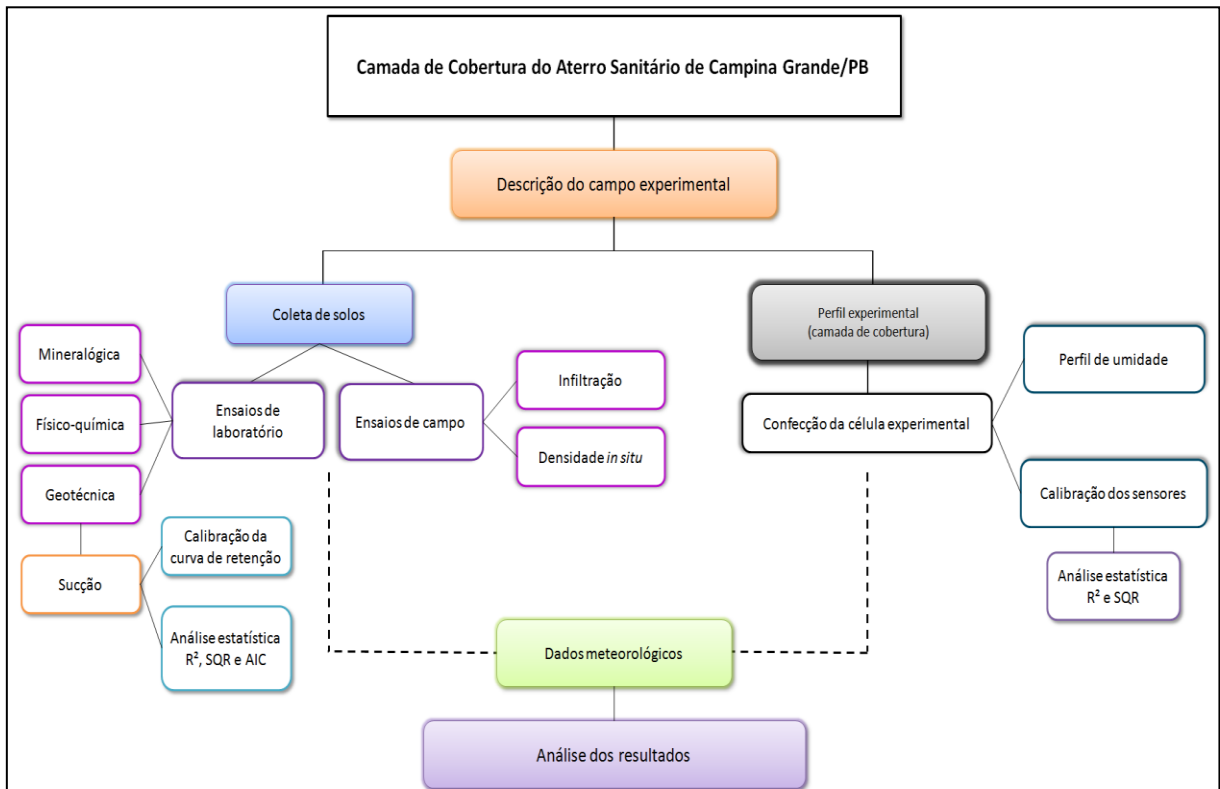 Camada de Cobertura do Aterro Sanitário de Campina Grande/PB
Descrição do campo experimental
Coleta de solos
Perfil experimental
(camada de cobertura)
Mineralógica
Físico-química
Geotécnica
Ensaios de
laboratório
Ensaios de campo
Infiltração
Densidade in situ
Confecção da célula experimental
Perfil de umidade
Calibração dos sensores
Análise estatística
R² e SQR
Sucção
Calibração da
curva de retenção
Análise estatística
R², SQR e AIC
Dados meteorológicos
Análise dos resultados